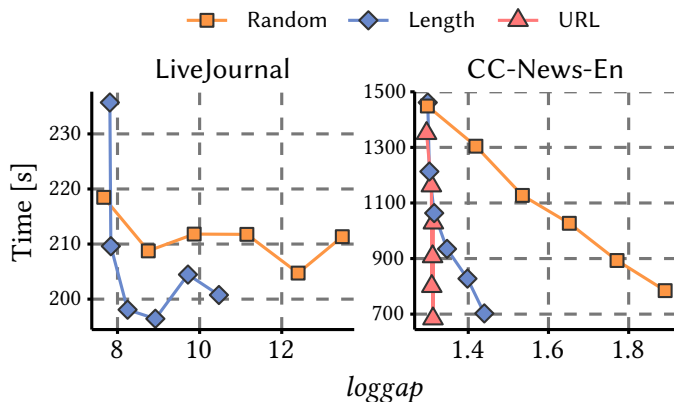 Random Length URL
LiveJournal CC-News-En
Time [s]
230
220
210
200
8 10 12
1500
1300
1100
900
700
1.4 1.6 1.8
loggap